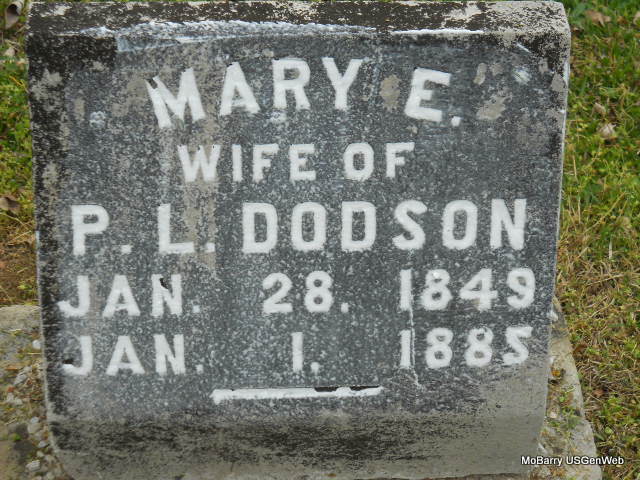 MARY E.
WIFE OF
P. L. DODSON
JAN. 28. 1849
JAN. 1. 1885
MoBarry USGenWeb